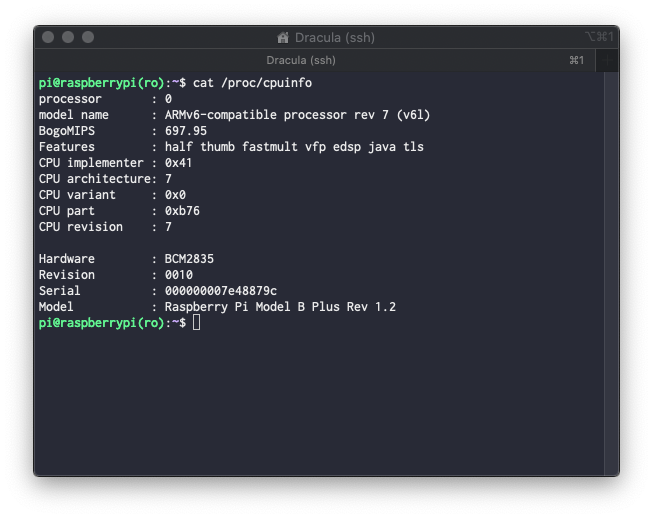 Dracula (ssh) ⌥⌘1
Dracula (ssh) ⌘1 +
pi@raspberrypi(ro):~$ cat /proc/cpuinfo
processor : 0
model name : ARMv6-compatible processor rev 7 (v6l)
BogoMIPS : 697.95
Features : half thumb fastmult vfp edsp java tls
CPU implementer : 0x41
CPU architecture: 7
CPU variant : 0x0
CPU part : 0xb76
CPU revision : 7
Hardware : BCM2835
Revision : 0010
Serial : 000000007e48879c
Model : Raspberry Pi Model B Plus Rev 1.2
pi@raspberrypi(ro):~$